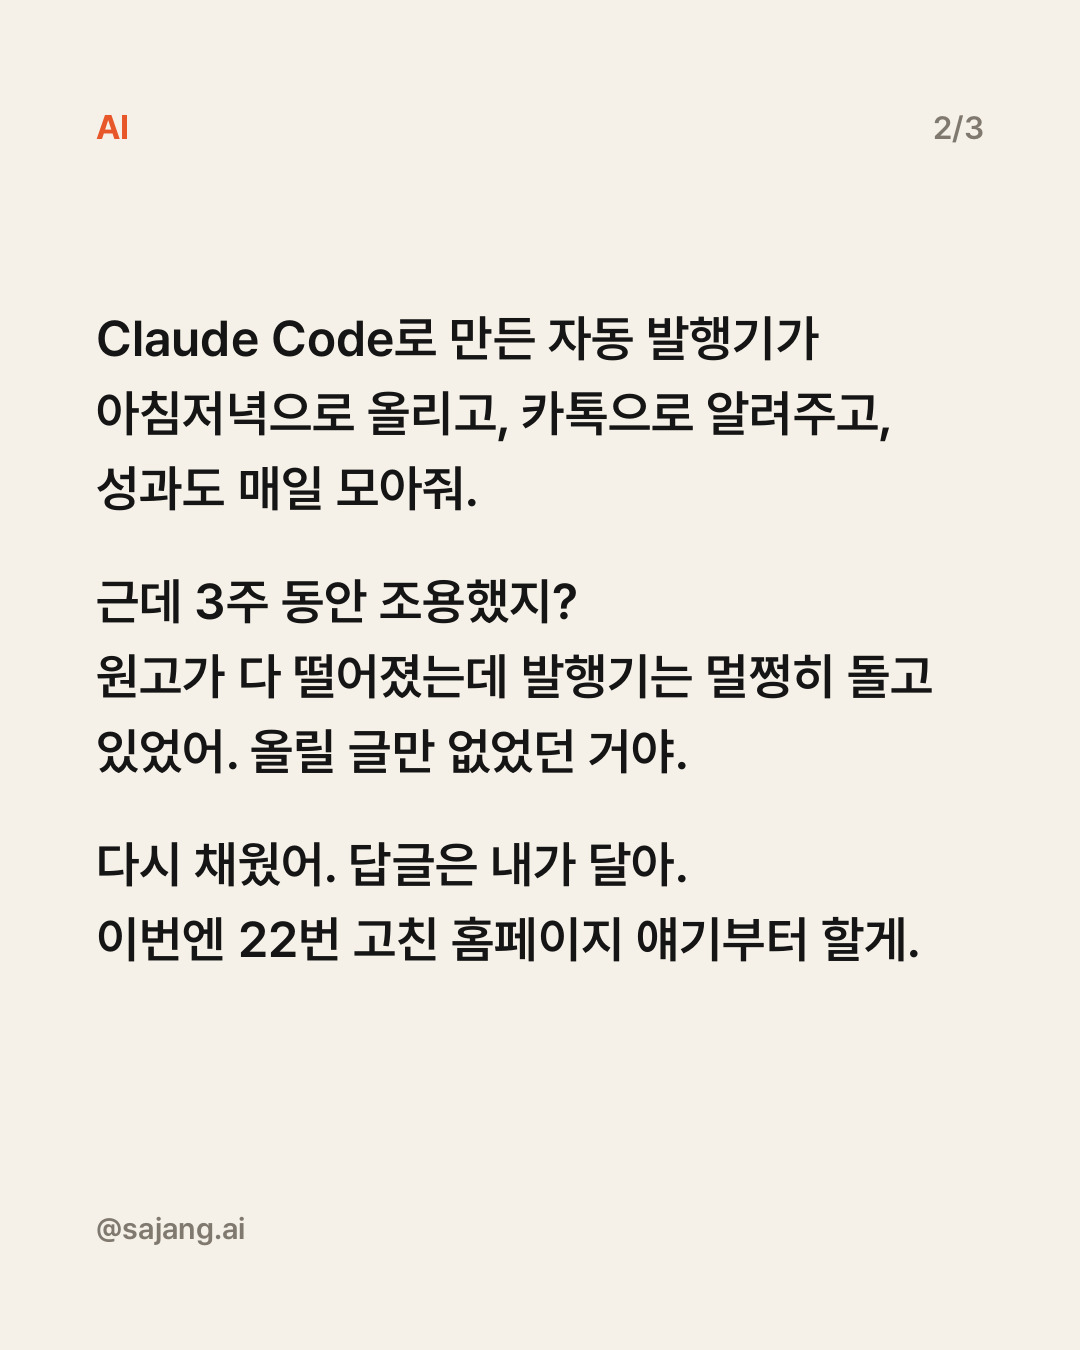 AI
2/3
Claude Code로 만든 자동 발행기가
아침저녁으로 올리고, 카톡으로 알려주고,
성과도 매일 모아줘.
근데 3주 동안 조용했지?
원고가 다 떨어졌는데 발행기는 멀쩡히 돌고
있었어. 올릴 글만 없었던 거야.
다시 채웠어. 답글은 내가 달아.
이번엔 22번 고친 홈페이지 얘기부터 할게.
@sajang.ai